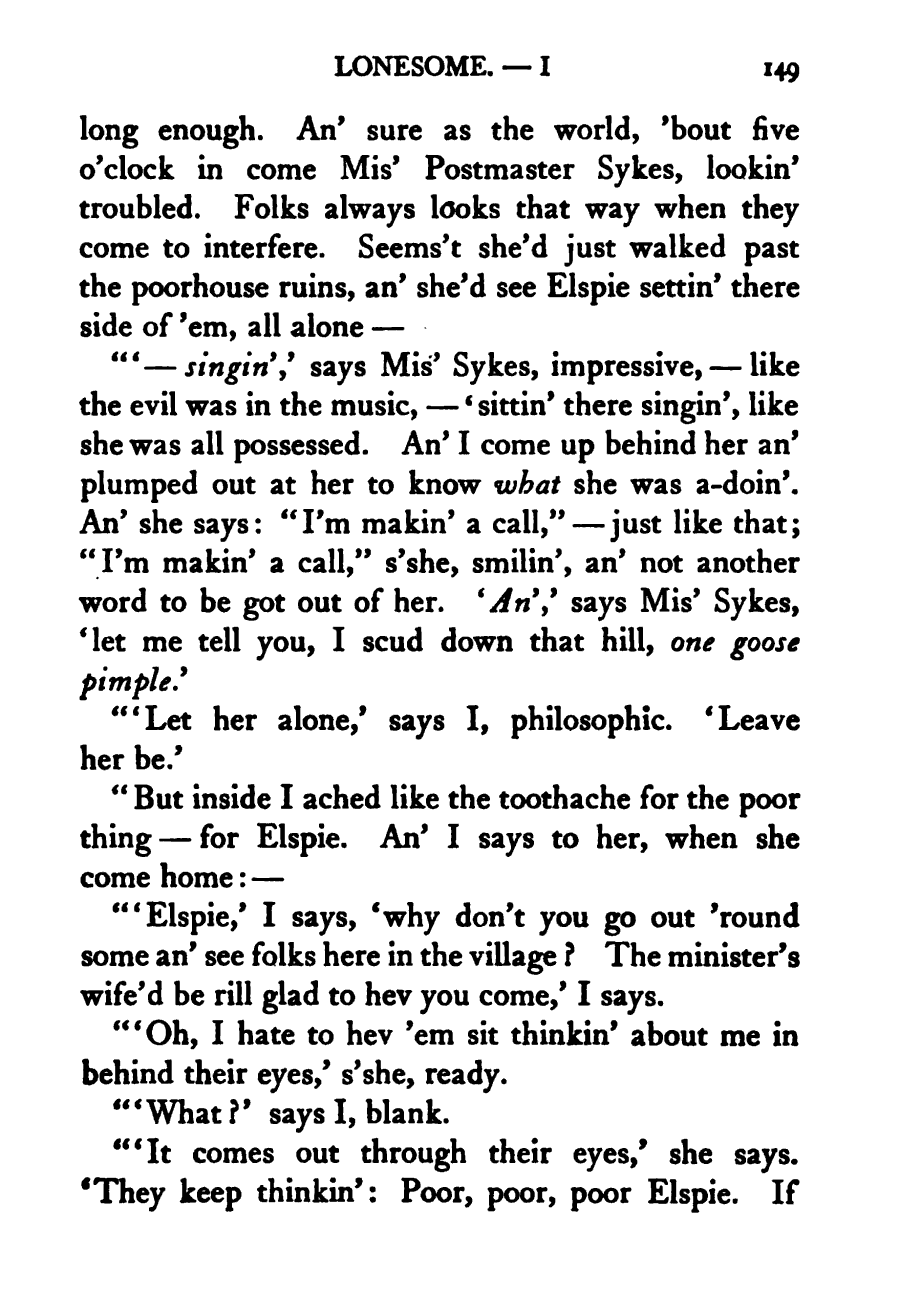 LONESOME. — I 149
long enough. An' sure as the world, 'bout five
o'clock in come Mis' Postmaster Sykes, lookin'
troubled. Folks always looks that way when they
come to interfere. Seems't she'd just walked past
the poorhouse ruins, an' she'd see Elspie settin' there
side of 'em, all alone —
"'— singin',' says Mis' Sykes, impressive, — like
the evil was in the music, — 'sittin' there singin', like
she was all possessed. An' I come up behind her an'
plumped out at her to know what she was a-doin'.
An' she says: "I'm makin' a call," — just like that;
"I'm makin' a call," s'she, smilin', an' not another
word to be got out of her. 'An',' says Mis' Sykes,
'let me tell you, I scud down that hill, one goose
pimple.'
"'Let her alone,' says I, philosophic. 'Leave
her be.'
"But inside I ached like the toothache for the poor
thing — for Elspie. An' I says to her, when she
come home: —
"'Elspie,' I says, 'why don't you go out 'round
some an' see folks here in the village? The minister's
wife'd be rill glad to hev you come,' I says.
"'Oh, I hate to hev 'em sit thinkin' about me in
behind their eyes,' s'she, ready.
"'What?' says I, blank.
"'It comes out through their eyes,' she says.
'They keep thinkin': Poor, poor, poor Elspie. If